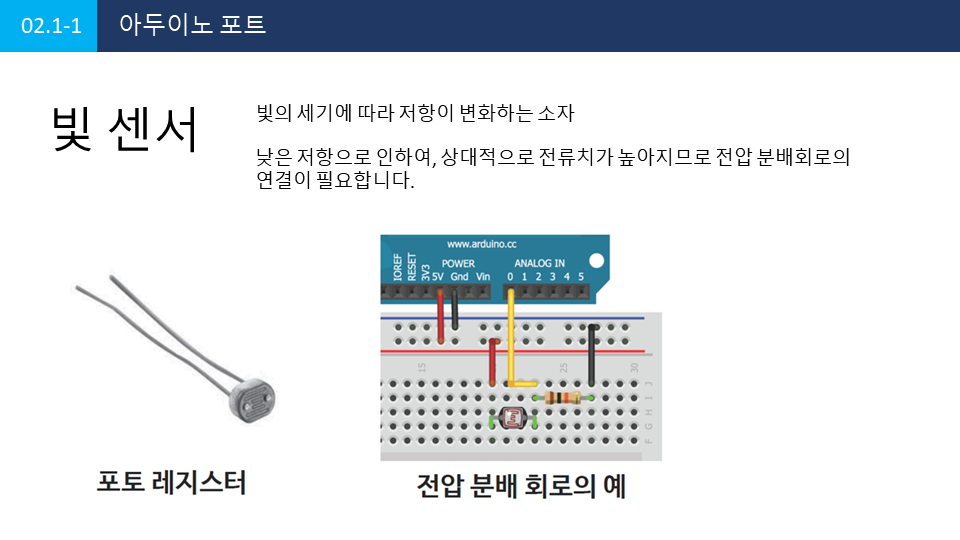 02.1-1 아두이노 포트
빛 센서
빛의 세기에 따라 저항이 변화하는 소자
낮은 저항으로 인하여, 상대적으로 전류치가 높아지므로 전압 분배회로의
연결이 필요합니다.
www.arduino.cc
POWER ANALOG IN
IOREF RESET 3V3 5V Gnd Vin 0 1 2 3 4 5
15 25 30
J
I
H
G
F
포토 레지스터
전압 분배 회로의 예